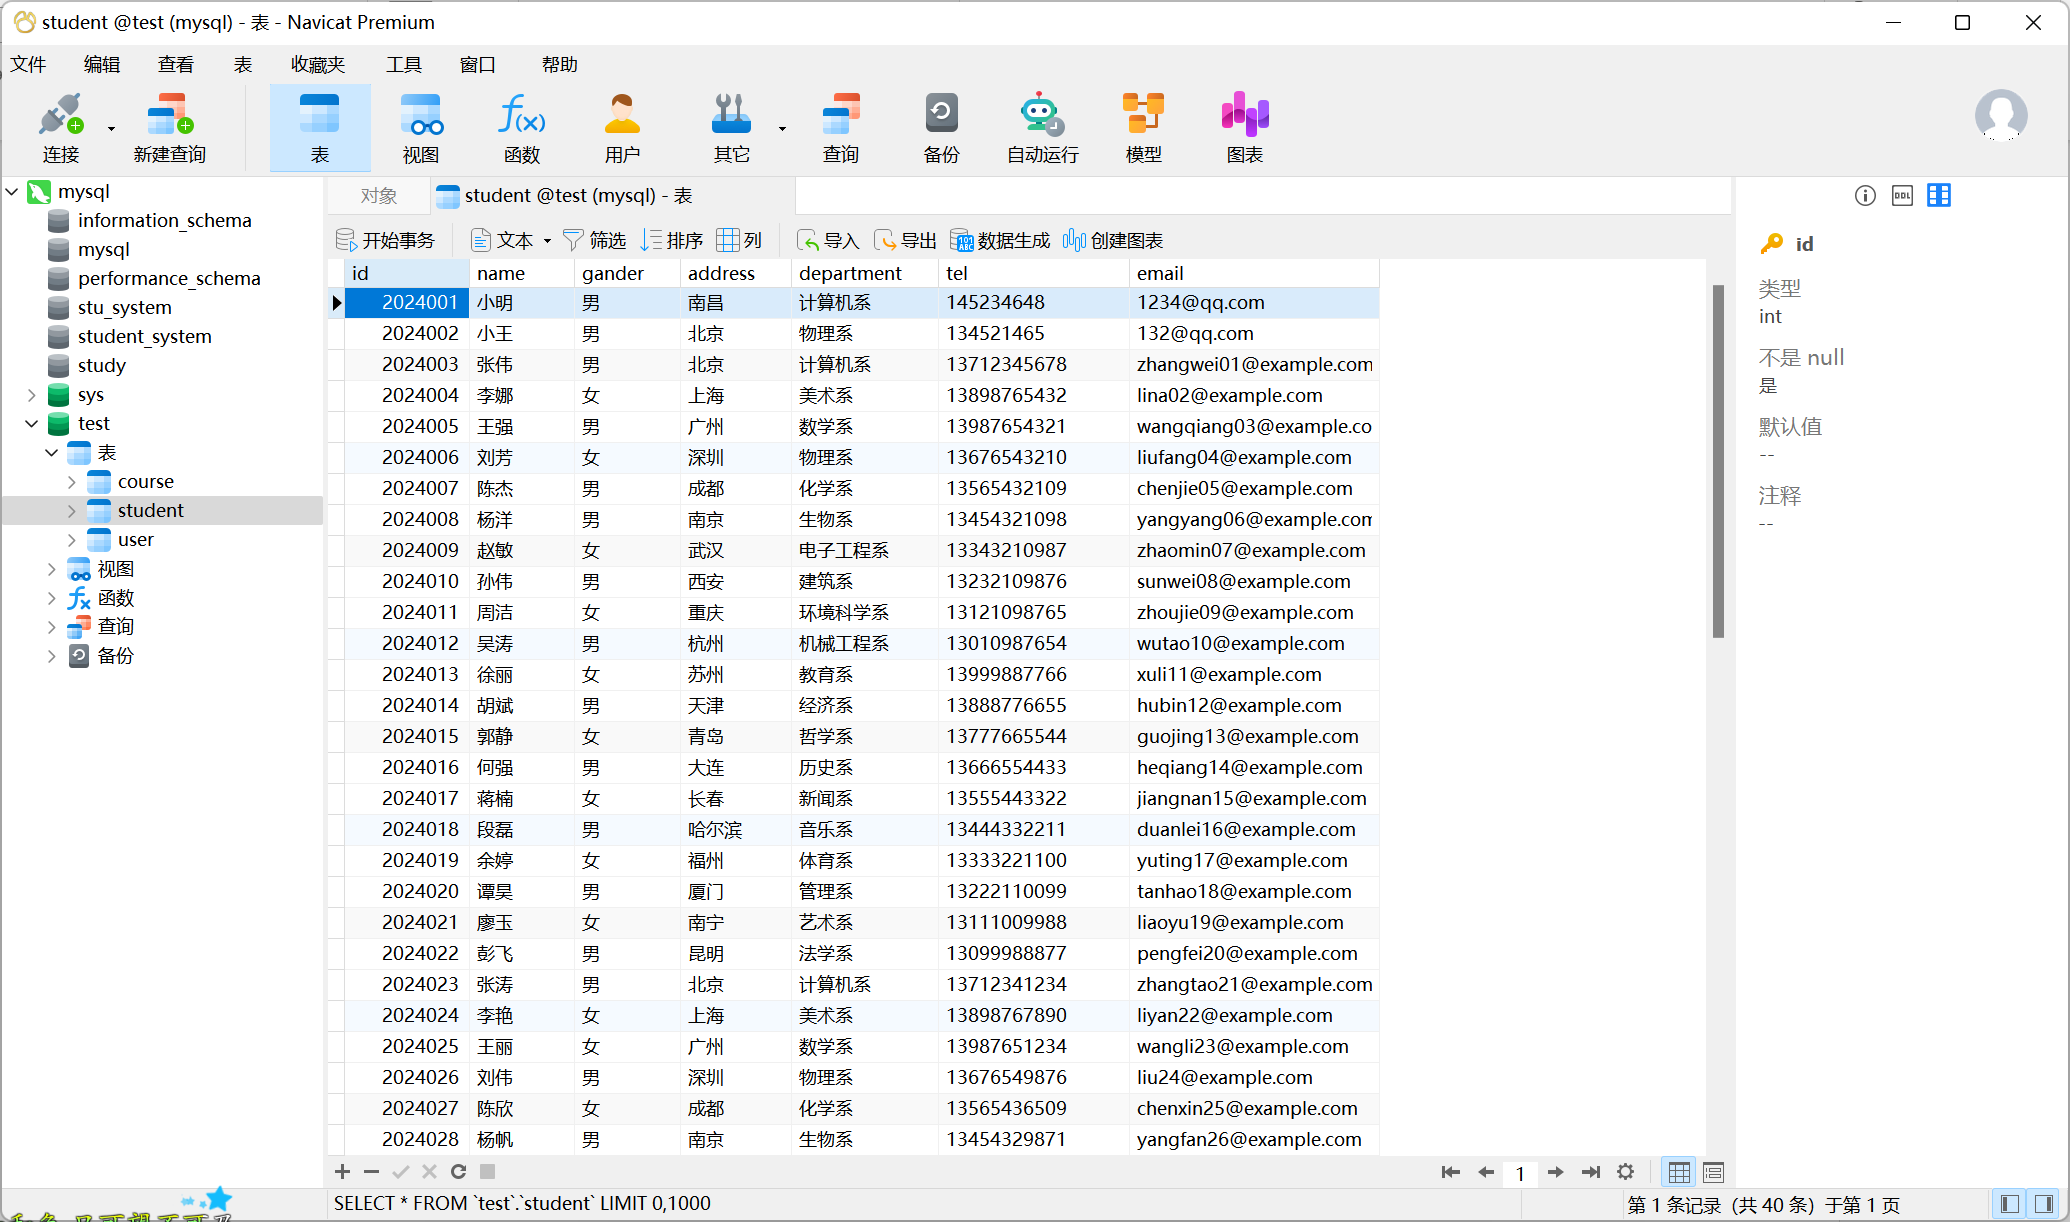 student @test (mysql) - 表 - Navicat Premium
文件 编辑 查看 表 收藏夹 工具 窗口 帮助
连接 新建查询 表 视图 函数 用户 其它 查询 备份 自动运行 模型 图表
mysql
information_schema
mysql
performance_schema
stu_system
student_system
study
sys
test
表
course
student
user
视图
函数
查询
备份
对象 student @test (mysql) - 表
开始事务 文本 筛选 排序 列 导入 导出 数据生成 创建图表
id name gander address department tel email
2024001 小明 男 南昌 计算机系 145234648 1234@qq.com
2024002 小王 男 北京 物理系 134521465 132@qq.com
2024003 张伟 男 北京 计算机系 13712345678 zhangwei01@example.com
2024004 李娜 女 上海 美术系 13898765432 lina02@example.com
2024005 王强 男 广州 数学系 13987654321 wangqiang03@example.co
2024006 刘芳 女 深圳 物理系 13676543210 liufang04@example.com
2024007 陈杰 男 成都 化学系 13565432109 chenjie05@example.com
2024008 杨洋 男 南京 生物系 13454321098 yangyang06@example.com
2024009 赵敏 女 武汉 电子工程系 13343210987 zhaomin07@example.com
2024010 孙伟 男 西安 建筑系 13232109876 sunwei08@example.com
2024011 周洁 女 重庆 环境科学系 13121098765 zhoujie09@example.com
2024012 吴涛 男 杭州 机械工程系 13010987654 wutao10@example.com
2024013 徐丽 女 苏州 教育系 13999887766 xuli11@example.com
2024014 胡斌 男 天津 经济系 13888776655 hubin12@example.com
2024015 郭静 女 青岛 哲学系 13777665544 guojing13@example.com
2024016 何强 男 大连 历史系 13666554433 heqiang14@example.com
2024017 蒋楠 女 长春 新闻系 13555443322 jiangnan15@example.com
2024018 段磊 男 哈尔滨 音乐系 13444332211 duanlei16@example.com
2024019 余婷 女 福州 体育系 13333221100 yuting17@example.com
2024020 谭昊 男 厦门 管理系 13222110099 tanhao18@example.com
2024021 廖玉 女 南宁 艺术系 13111009988 liaoyu19@example.com
2024022 彭飞 男 昆明 法学系 13099988877 pengfei20@example.com
2024023 张涛 男 北京 计算机系 13712341234 zhangtao21@example.com
2024024 李艳 女 上海 美术系 13898767890 liyan22@example.com
2024025 王丽 女 广州 数学系 13987651234 wangli23@example.com
2024026 刘伟 男 深圳 物理系 13676549876 liu24@example.com
2024027 陈欣 女 成都 化学系 13565436509 chenxin25@example.com
2024028 杨帆 男 南京 生物系 13454329871 yangfan26@example.com
DDL
id
类型
int
不是 null
是
默认值
--
注释
--
1
SELECT * FROM `test`.`student` LIMIT 0,1000
第 1 条记录 (共 40 条) 于第 1 页